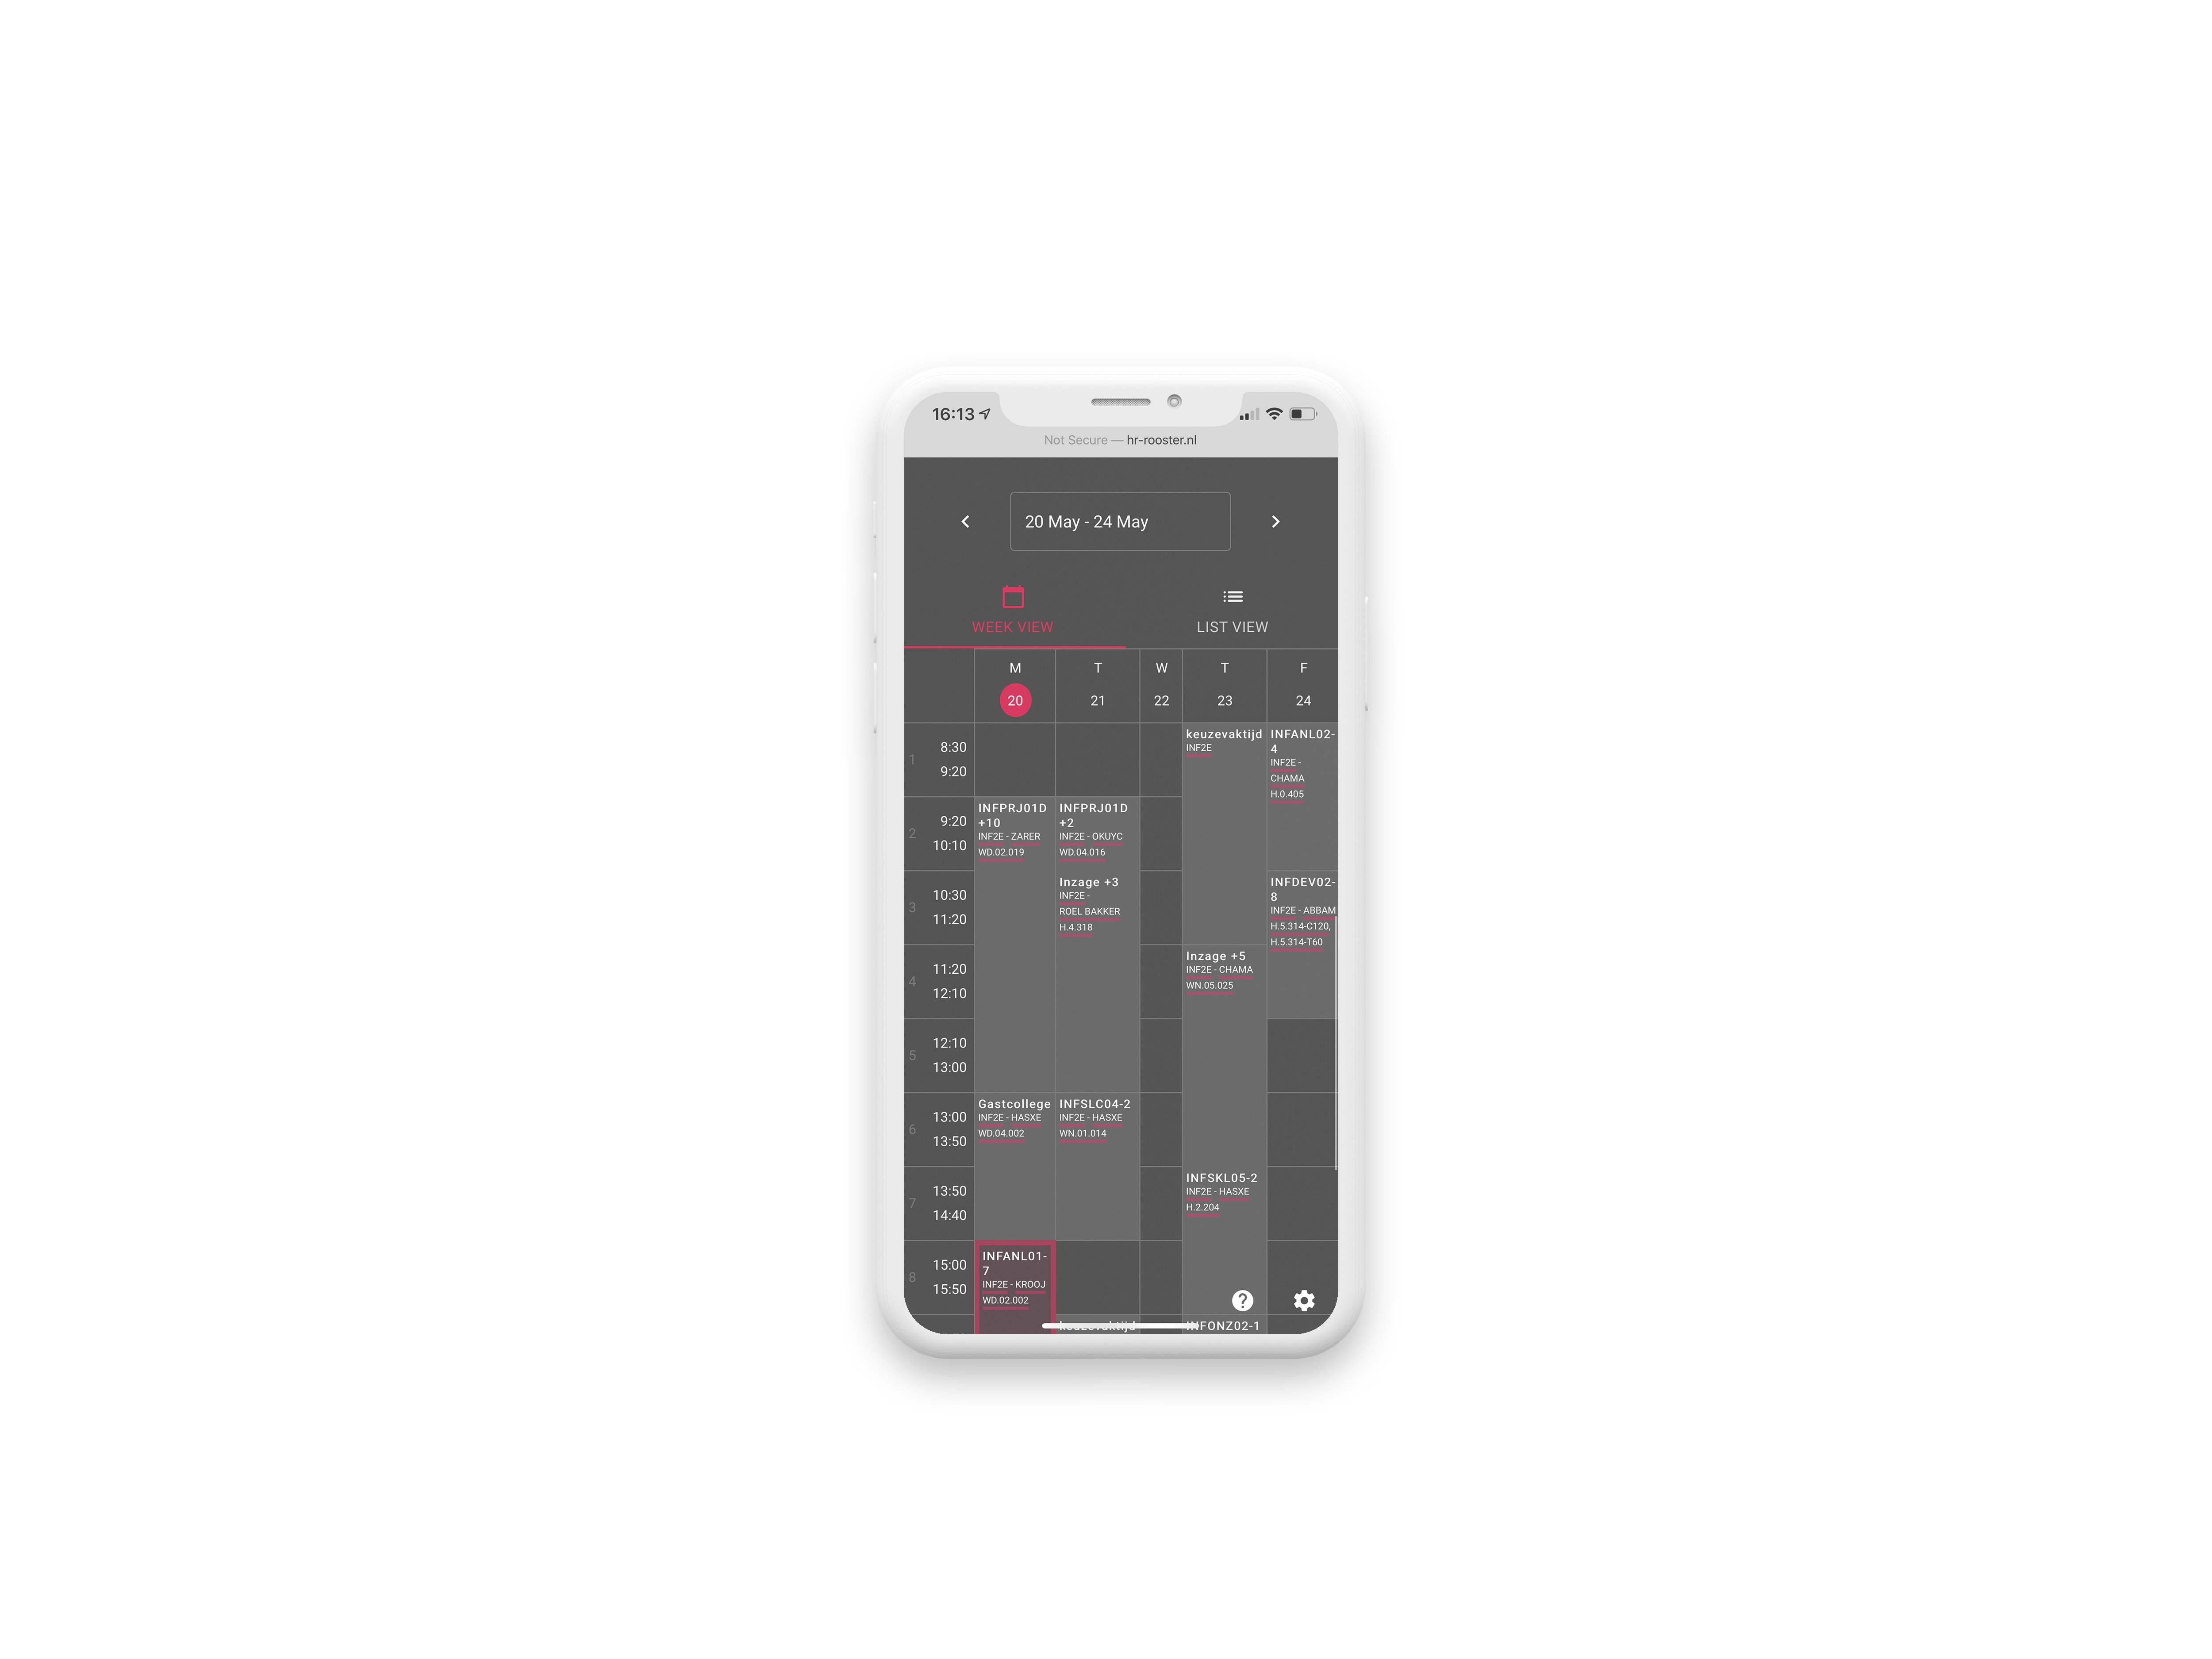 16:13
Not Secure — hr-rooster.nl
20 May - 24 May
WEEK VIEW
LIST VIEW
M
T
W
T
F
20
21
22
23
24
1
8:30
9:20
keuzevaktijd
INF2E
INFANL02-
4
INF2E -
CHAMA
H.0.405
2
9:20
10:10
INFPRJ01D
+10
INF2E - ZARER
WD.02.019
INFPRJ01D
+2
INF2E - OKUYC
WD.04.016
3
10:30
11:20
Inzage +3
INF2E -
ROEL BAKKER
H.4.318
INFDEV02-
8
INF2E - ABBAM
H.5.314-C120,
H.5.314-T60
4
11:20
12:10
Inzage +5
INF2E - CHAMA
WN.05.025
5
12:10
13:00
6
13:00
13:50
Gastcollege
INF2E - HASXE
WD.04.002
INFSLC04-2
INF2E - HASXE
WN.01.014
7
13:50
14:40
INFSKL05-2
INF2E - HASXE
H.2.204
8
15:00
15:50
INFANL01-
7
INF2E - KROOJ
WD.02.002
keuzevaktijd
INFONZ02-1